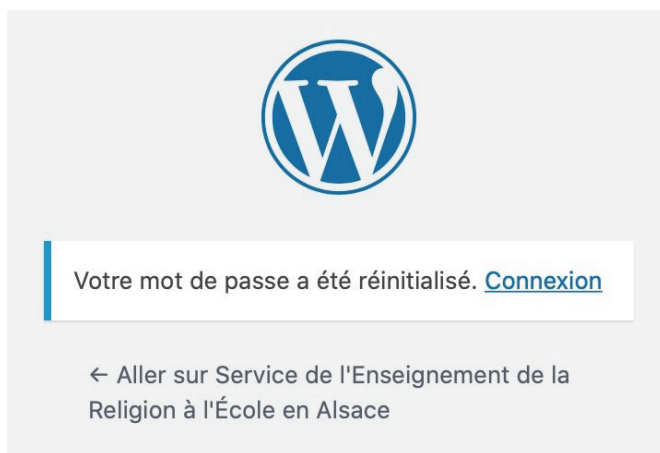 Votre mot de passe a été réinitialisé. Connexion
← Aller sur Service de l'Enseignement de la
Religion à l'École en Alsace